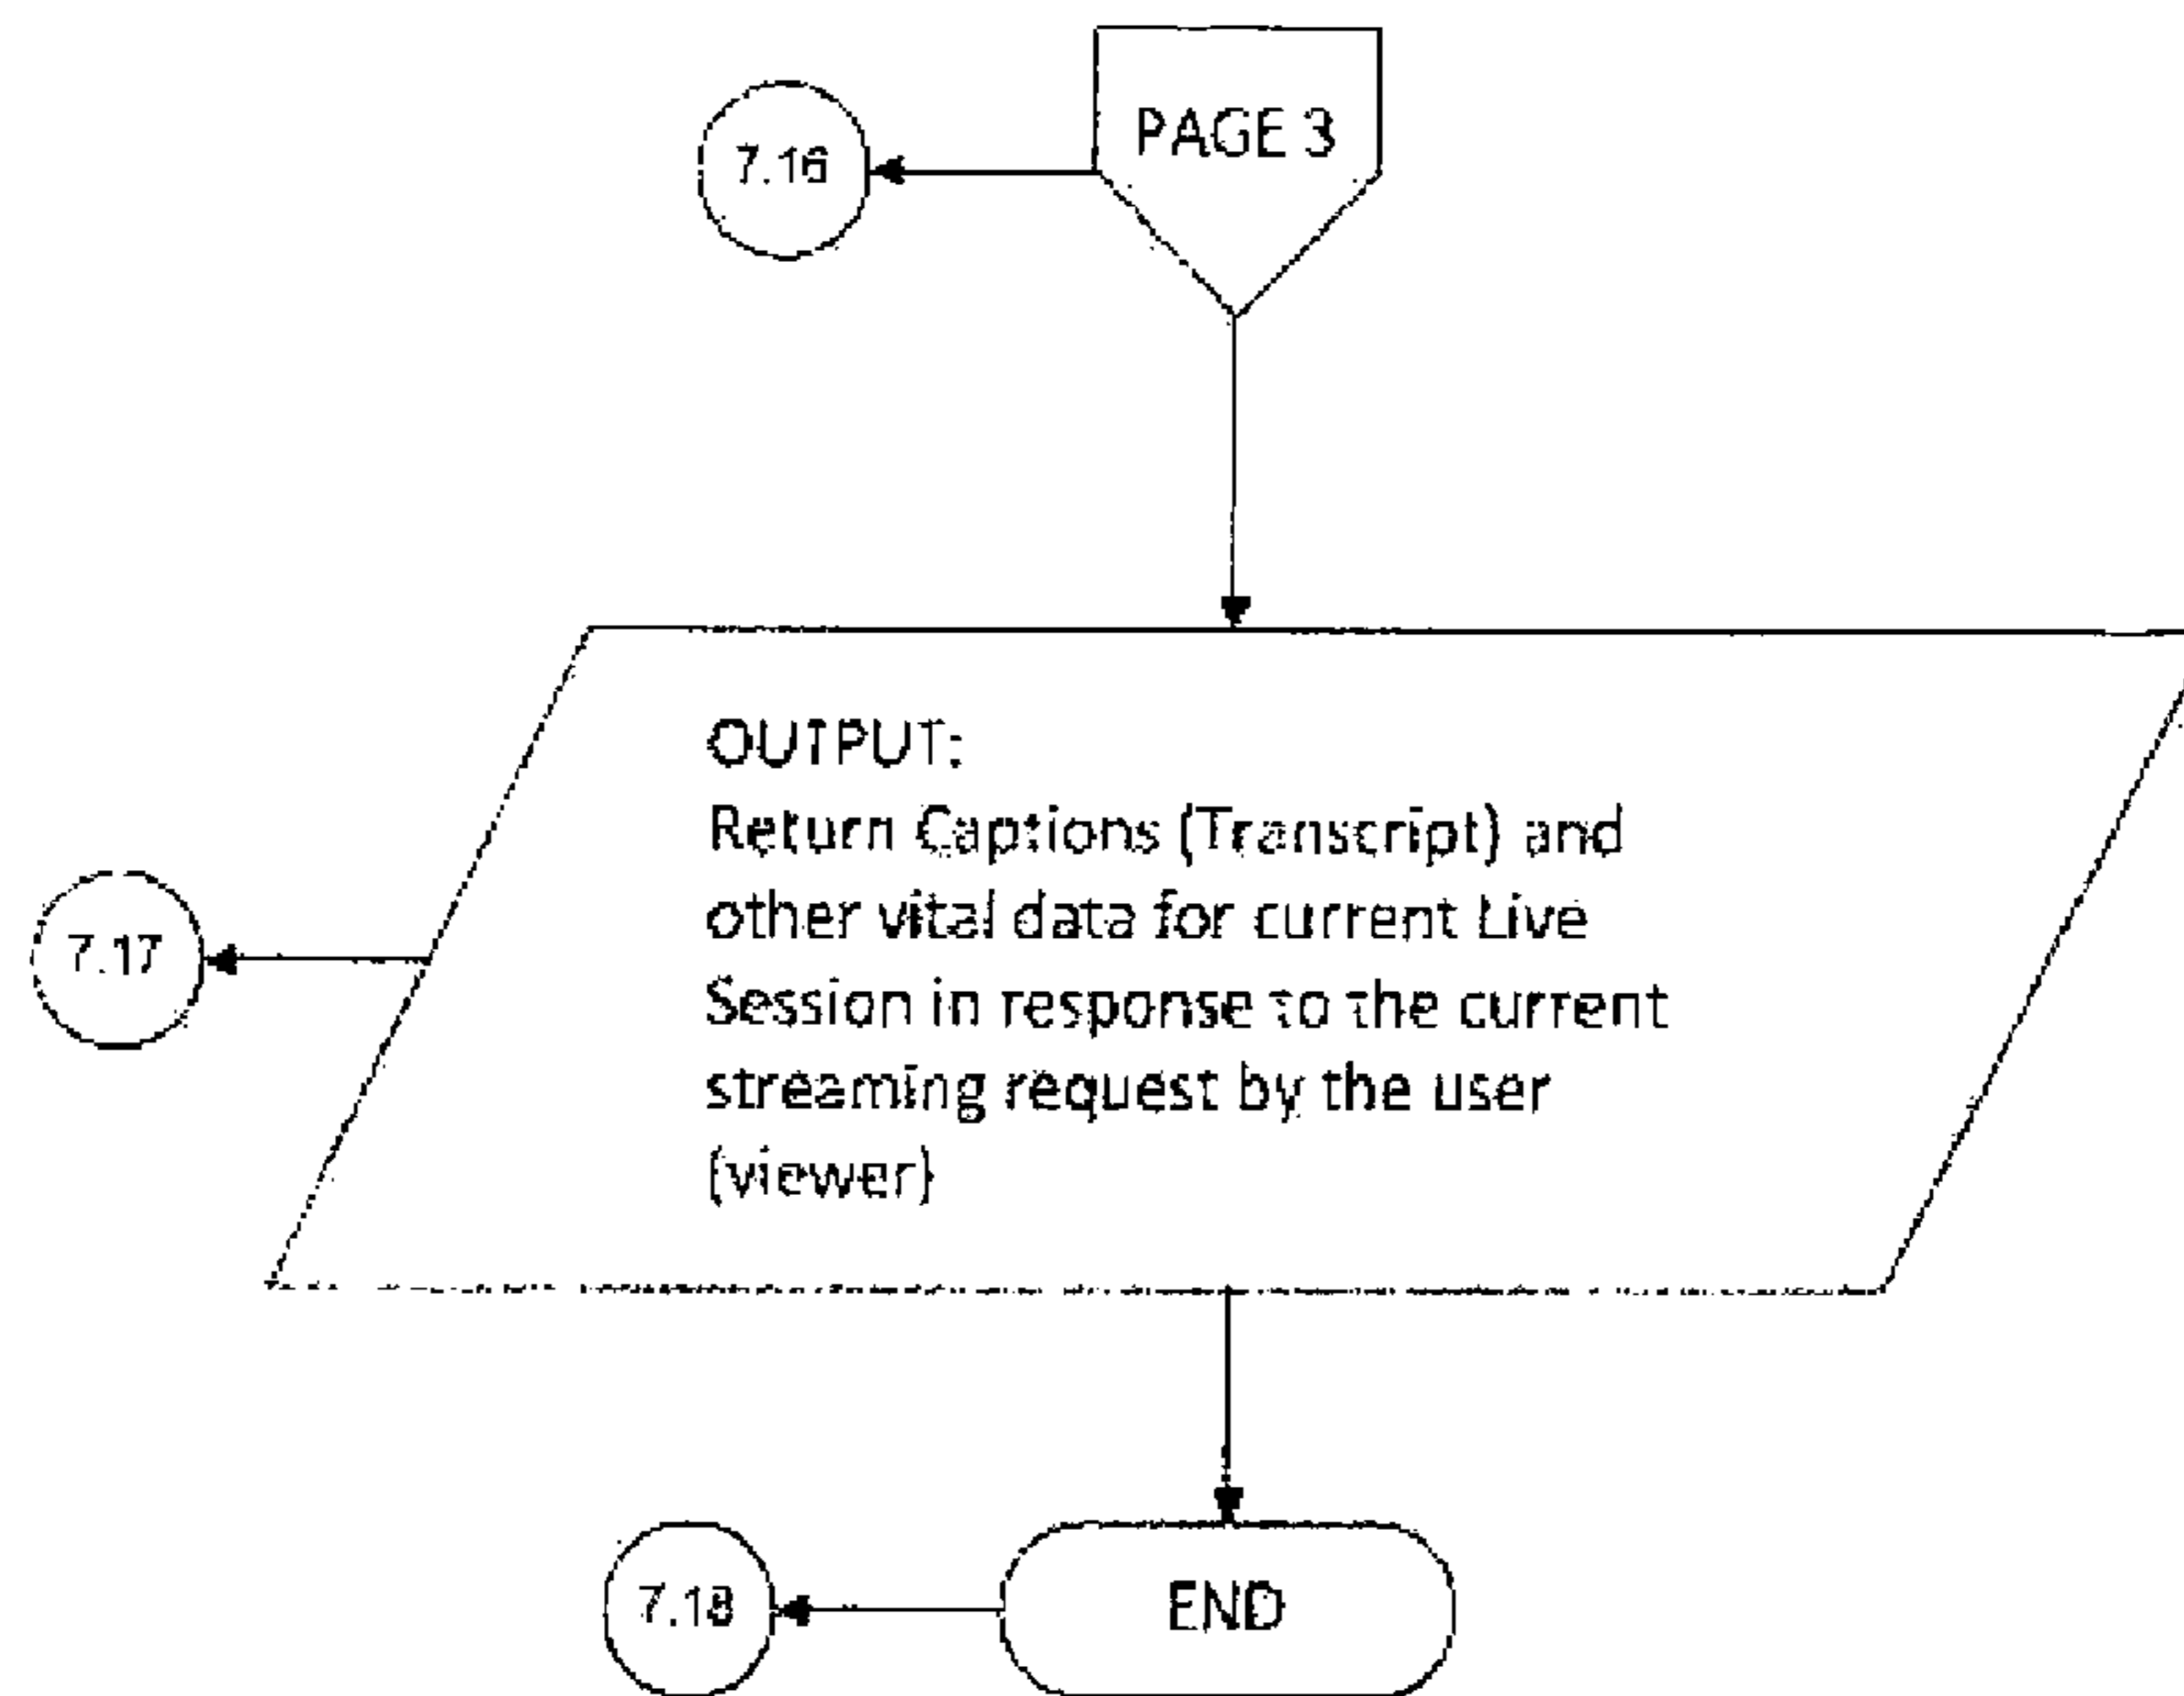 PAGE 3
7.16
OUTPUT:
Return Captions (Transcript) and
other vital data for current Live
Session in response to the current
streaming request by the user
(viewer)
7.17
END
7.18